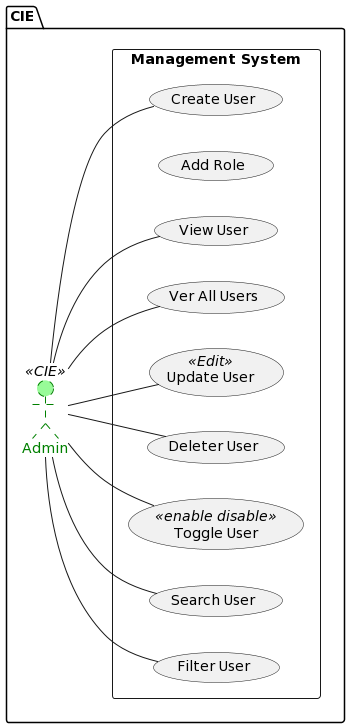 CIE
Management System
Create User
Add Role
View User
Ver All Users
«CIE»
Admin
«Edit»
Update User
Deleter User
«enable disable»
Toggle User
Search User
Filter User